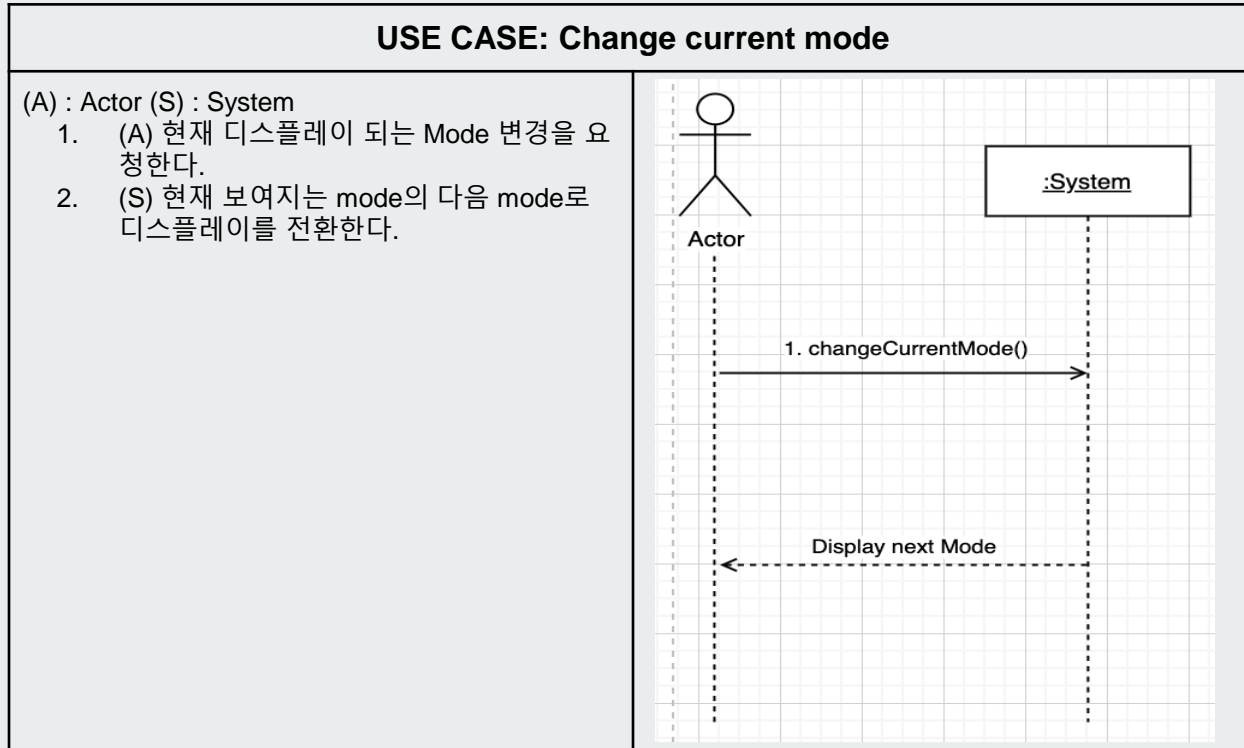 USE CASE: Change current mode
(A) : Actor (S) : System
1. (A) 현재 디스플레이 되는 Mode 변경을 요
청한다.
2. (S) 현재 보여지는 mode의 다음 mode로
디스플레이를 전환한다.
:System
Actor
1. changeCurrentMode()
Display next Mode